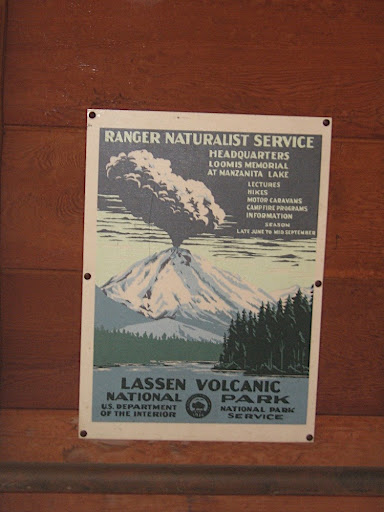 RANGER NATURALIST SERVICE
HEADQUARTERS
LOOMIS MEMORIAL
AT MANZANITA LAKE
LECTURES
HIKES
MOTOR CARAVANS
CAMPFIRE PROGRAMS
INFORMATION
SEASON
LATE JUNE TO MID SEPTEMBER
LASSEN VOLCANIC
NATIONAL PARK
U.S. DEPARTMENT
OF THE INTERIOR
NATIONAL PARK
SERVICE